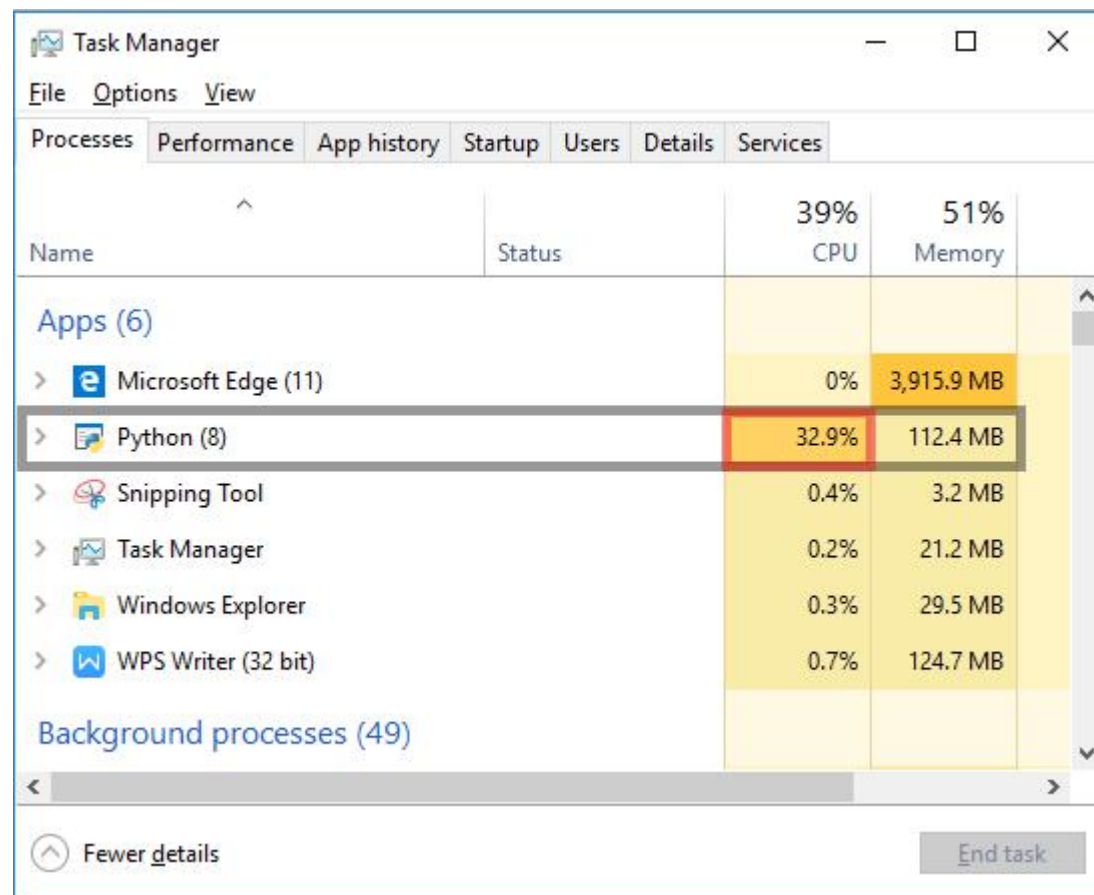 Task Manager
File Options View
Processes Performance App history Startup Users Details Services
39% 51%
Name Status CPU Memory
Apps (6)
Microsoft Edge (11) 0% 3,915.9 MB
Python (8) 32.9% 112.4 MB
Snipping Tool 0.4% 3.2 MB
Task Manager 0.2% 21.2 MB
Windows Explorer 0.3% 29.5 MB
WPS Writer (32 bit) 0.7% 124.7 MB
Background processes (49)
Fewer details End task